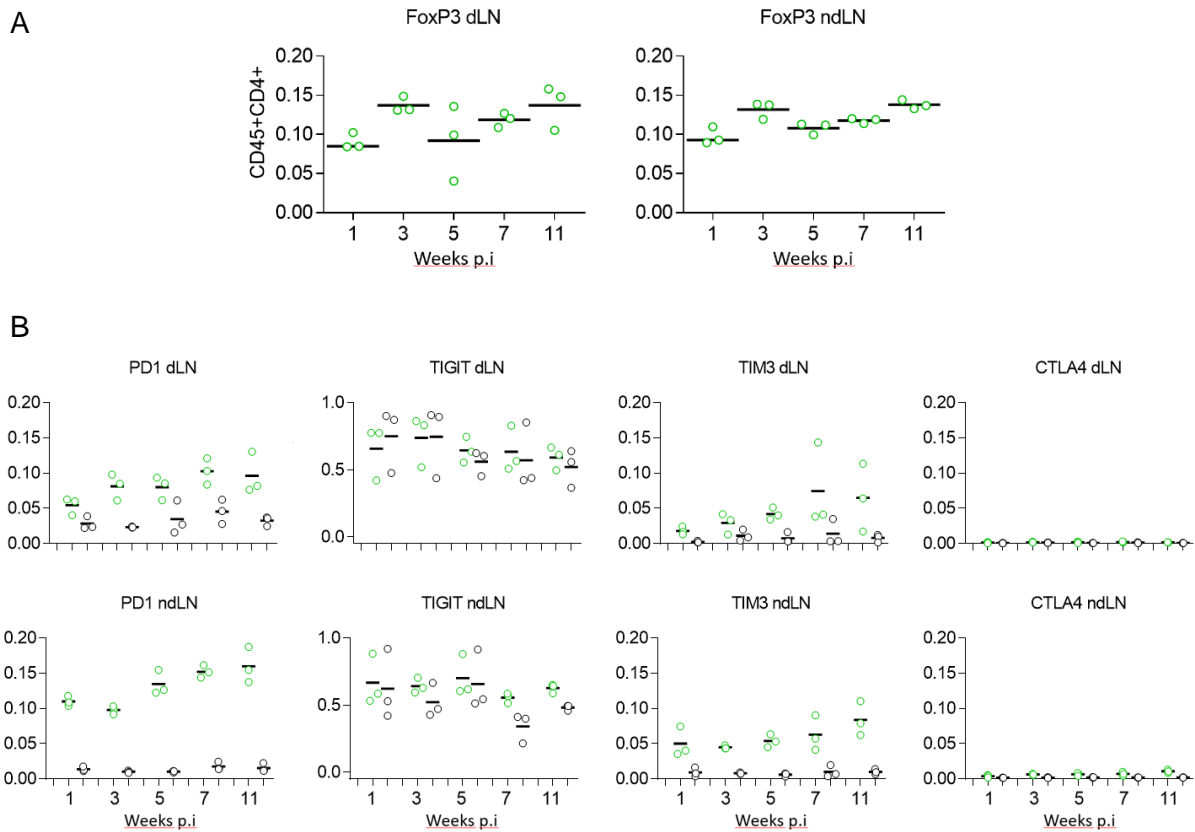 A
FoxP3 dLN
FoxP3 ndLN
CD45+CD4+
0.20
0.15
0.10
0.05
0.00
1 3 5 7 11
Weeks p.i
0.20
0.15
0.10
0.05
0.00
1 3 5 7 11
Weeks p.i
B
PD1 dLN
TIGIT dLN
TIM3 dLN
CTLA4 dLN
0.20
0.15
0.10
0.05
0.00
1.0
0.5
0.0
0.20
0.15
0.10
0.05
0.00
0.20
0.15
0.10
0.05
0.00
PD1 ndLN
TIGIT ndLN
TIM3 ndLN
CTLA4 ndLN
0.20
0.15
0.10
0.05
0.00
1 3 5 7 11
Weeks p.i
1.0
0.5
0.0
1 3 5 7 11
Weeks p.i
0.20
0.15
0.10
0.05
0.00
1 3 5 7 11
Weeks p.i
0.20
0.15
0.10
0.05
0.00
1 3 5 7 11
Weeks p.i